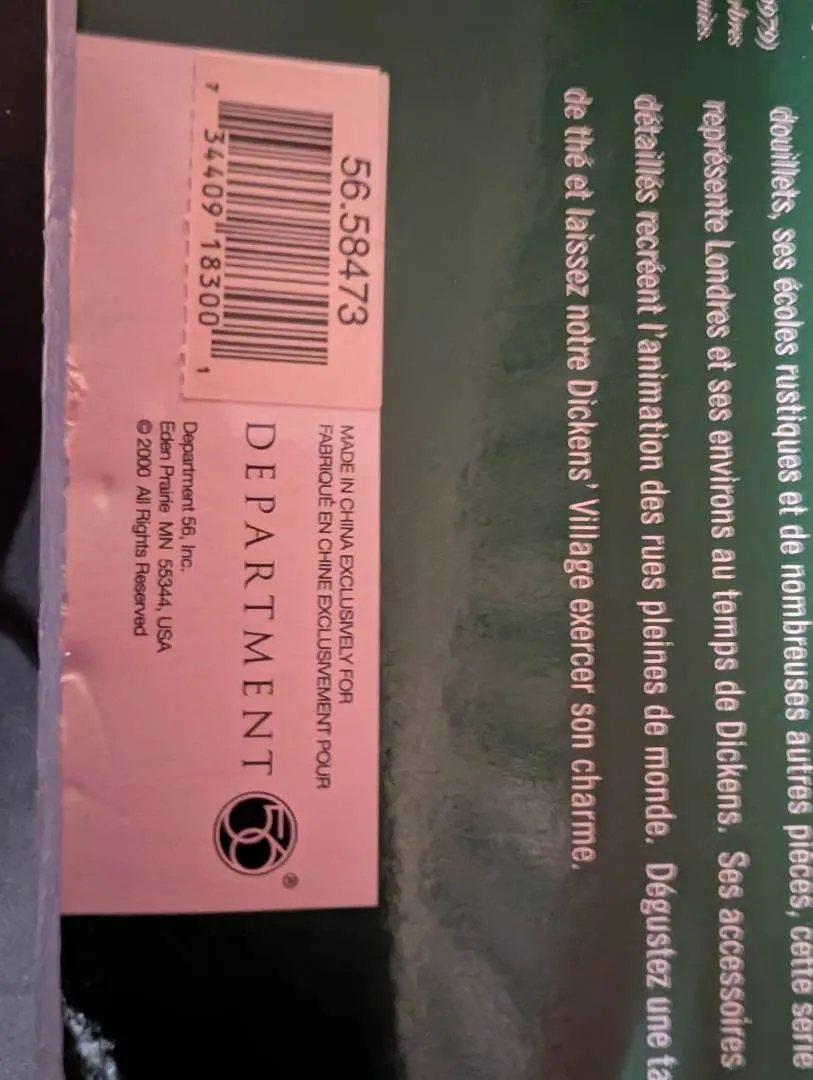 979)
douillets, ses écoles rustiques et de nombreuses autres pièces, cette série
représente Londres et ses environs au temps de Dickens. Ses accessoires
détaillés recréent l'animation des rues pleines de monde. Dégustez une ta
de thé et laissez notre Dickens' Village exercer son charme.
56.58473
7 34409 18300 1
MADE IN CHINA EXCLUSIVELY FOR
FABRIQUÉ EN CHINE EXCLUSIVEMENT POUR
DEPARTMENT 56 ®
Department 56, Inc.
Eden Prairie MN 55344, USA
© 2000 All Rights Reserved